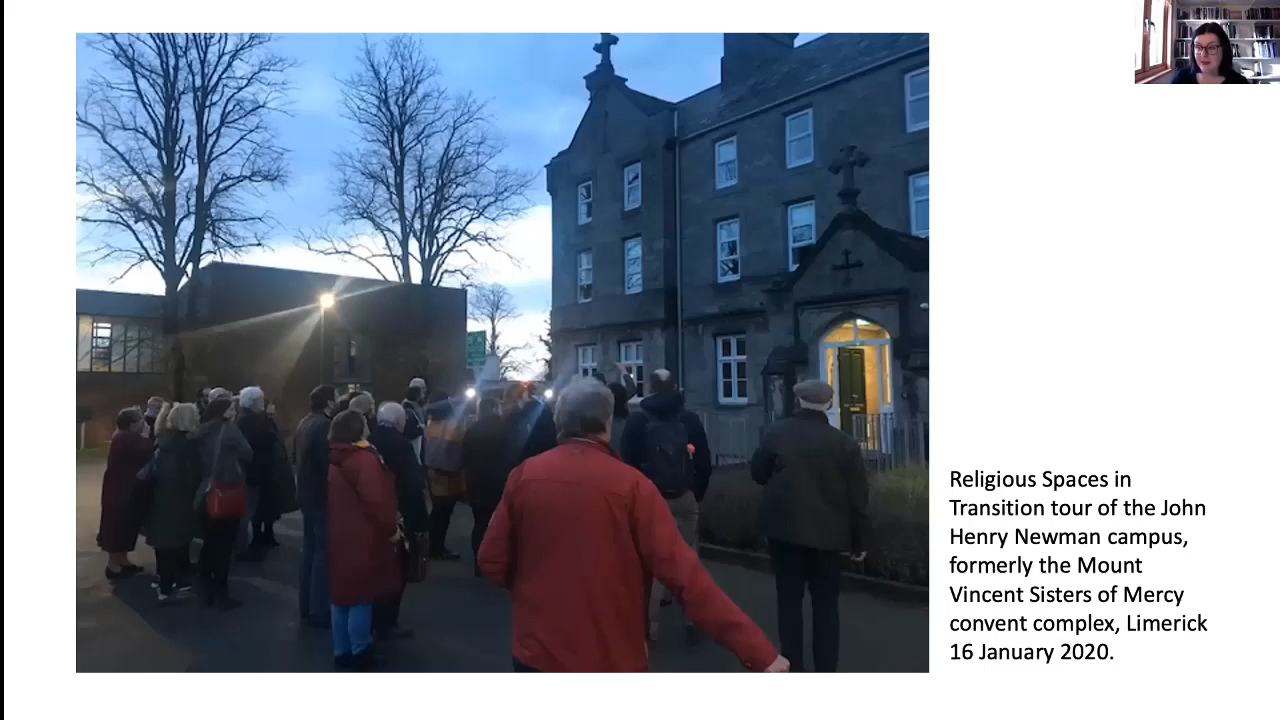 Religious Spaces in
Transition tour of the John
Henry Newman campus,
formerly the Mount
Vincent Sisters of Mercy
convent complex, Limerick
16 January 2020.